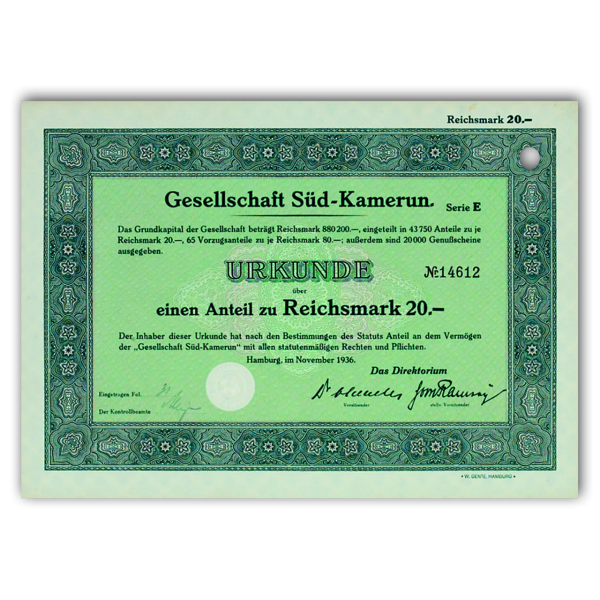 Reichsmark 20.—
Gesellschaft Süd-Kamerun.
Serie E
Das Grundkapital der Gesellschaft beträgt Reichsmark 880 200.—, eingeteilt in 43 750 Anteile zu je
Reichsmark 20.—, 65 Vorzugsanteile zu je Reichsmark 80.—; außerdem sind 20 000 Genußscheine
ausgegeben.
URKUNDE
№ 14612
über
einen Anteil zu Reichsmark 20.—
Der Inhaber dieser Urkunde hat nach den Bestimmungen des Statuts Anteil an dem Vermögen
der „Gesellschaft Süd-Kamerun“ mit allen statutenmäßigen Rechten und Pflichten.
Hamburg, im November 1936.
Das Direktorium
Eingetragen Fol.
Vorsitzender
stellv. Vorsitzender
Der Kontrollbeamte
• W. GENTE, HAMBURG •